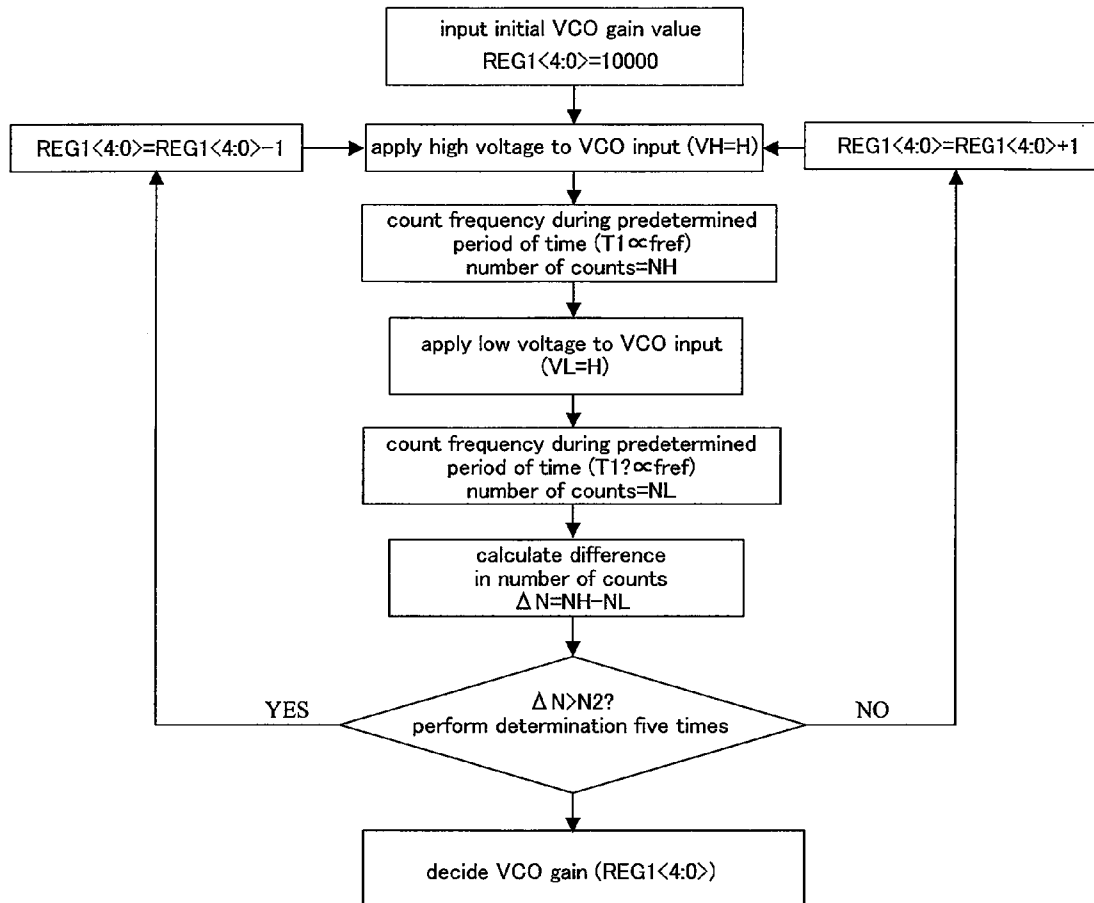 input initial VCO gain value
REG1<4:0>=10000
REG1<4:0>=REG1<4:0>-1
apply high voltage to VCO input (VH=H)
REG1<4:0>=REG1<4:0>+1
count frequency during predetermined
period of time (T1∝fref)
number of counts=NH
apply low voltage to VCO input
(VL=H)
count frequency during predetermined
period of time (T1?∝fref)
number of counts=NL
calculate difference
in number of counts
ΔN=NH-NL
YES
ΔN>N2?
perform determination five times
NO
decide VCO gain (REG1<4:0>)